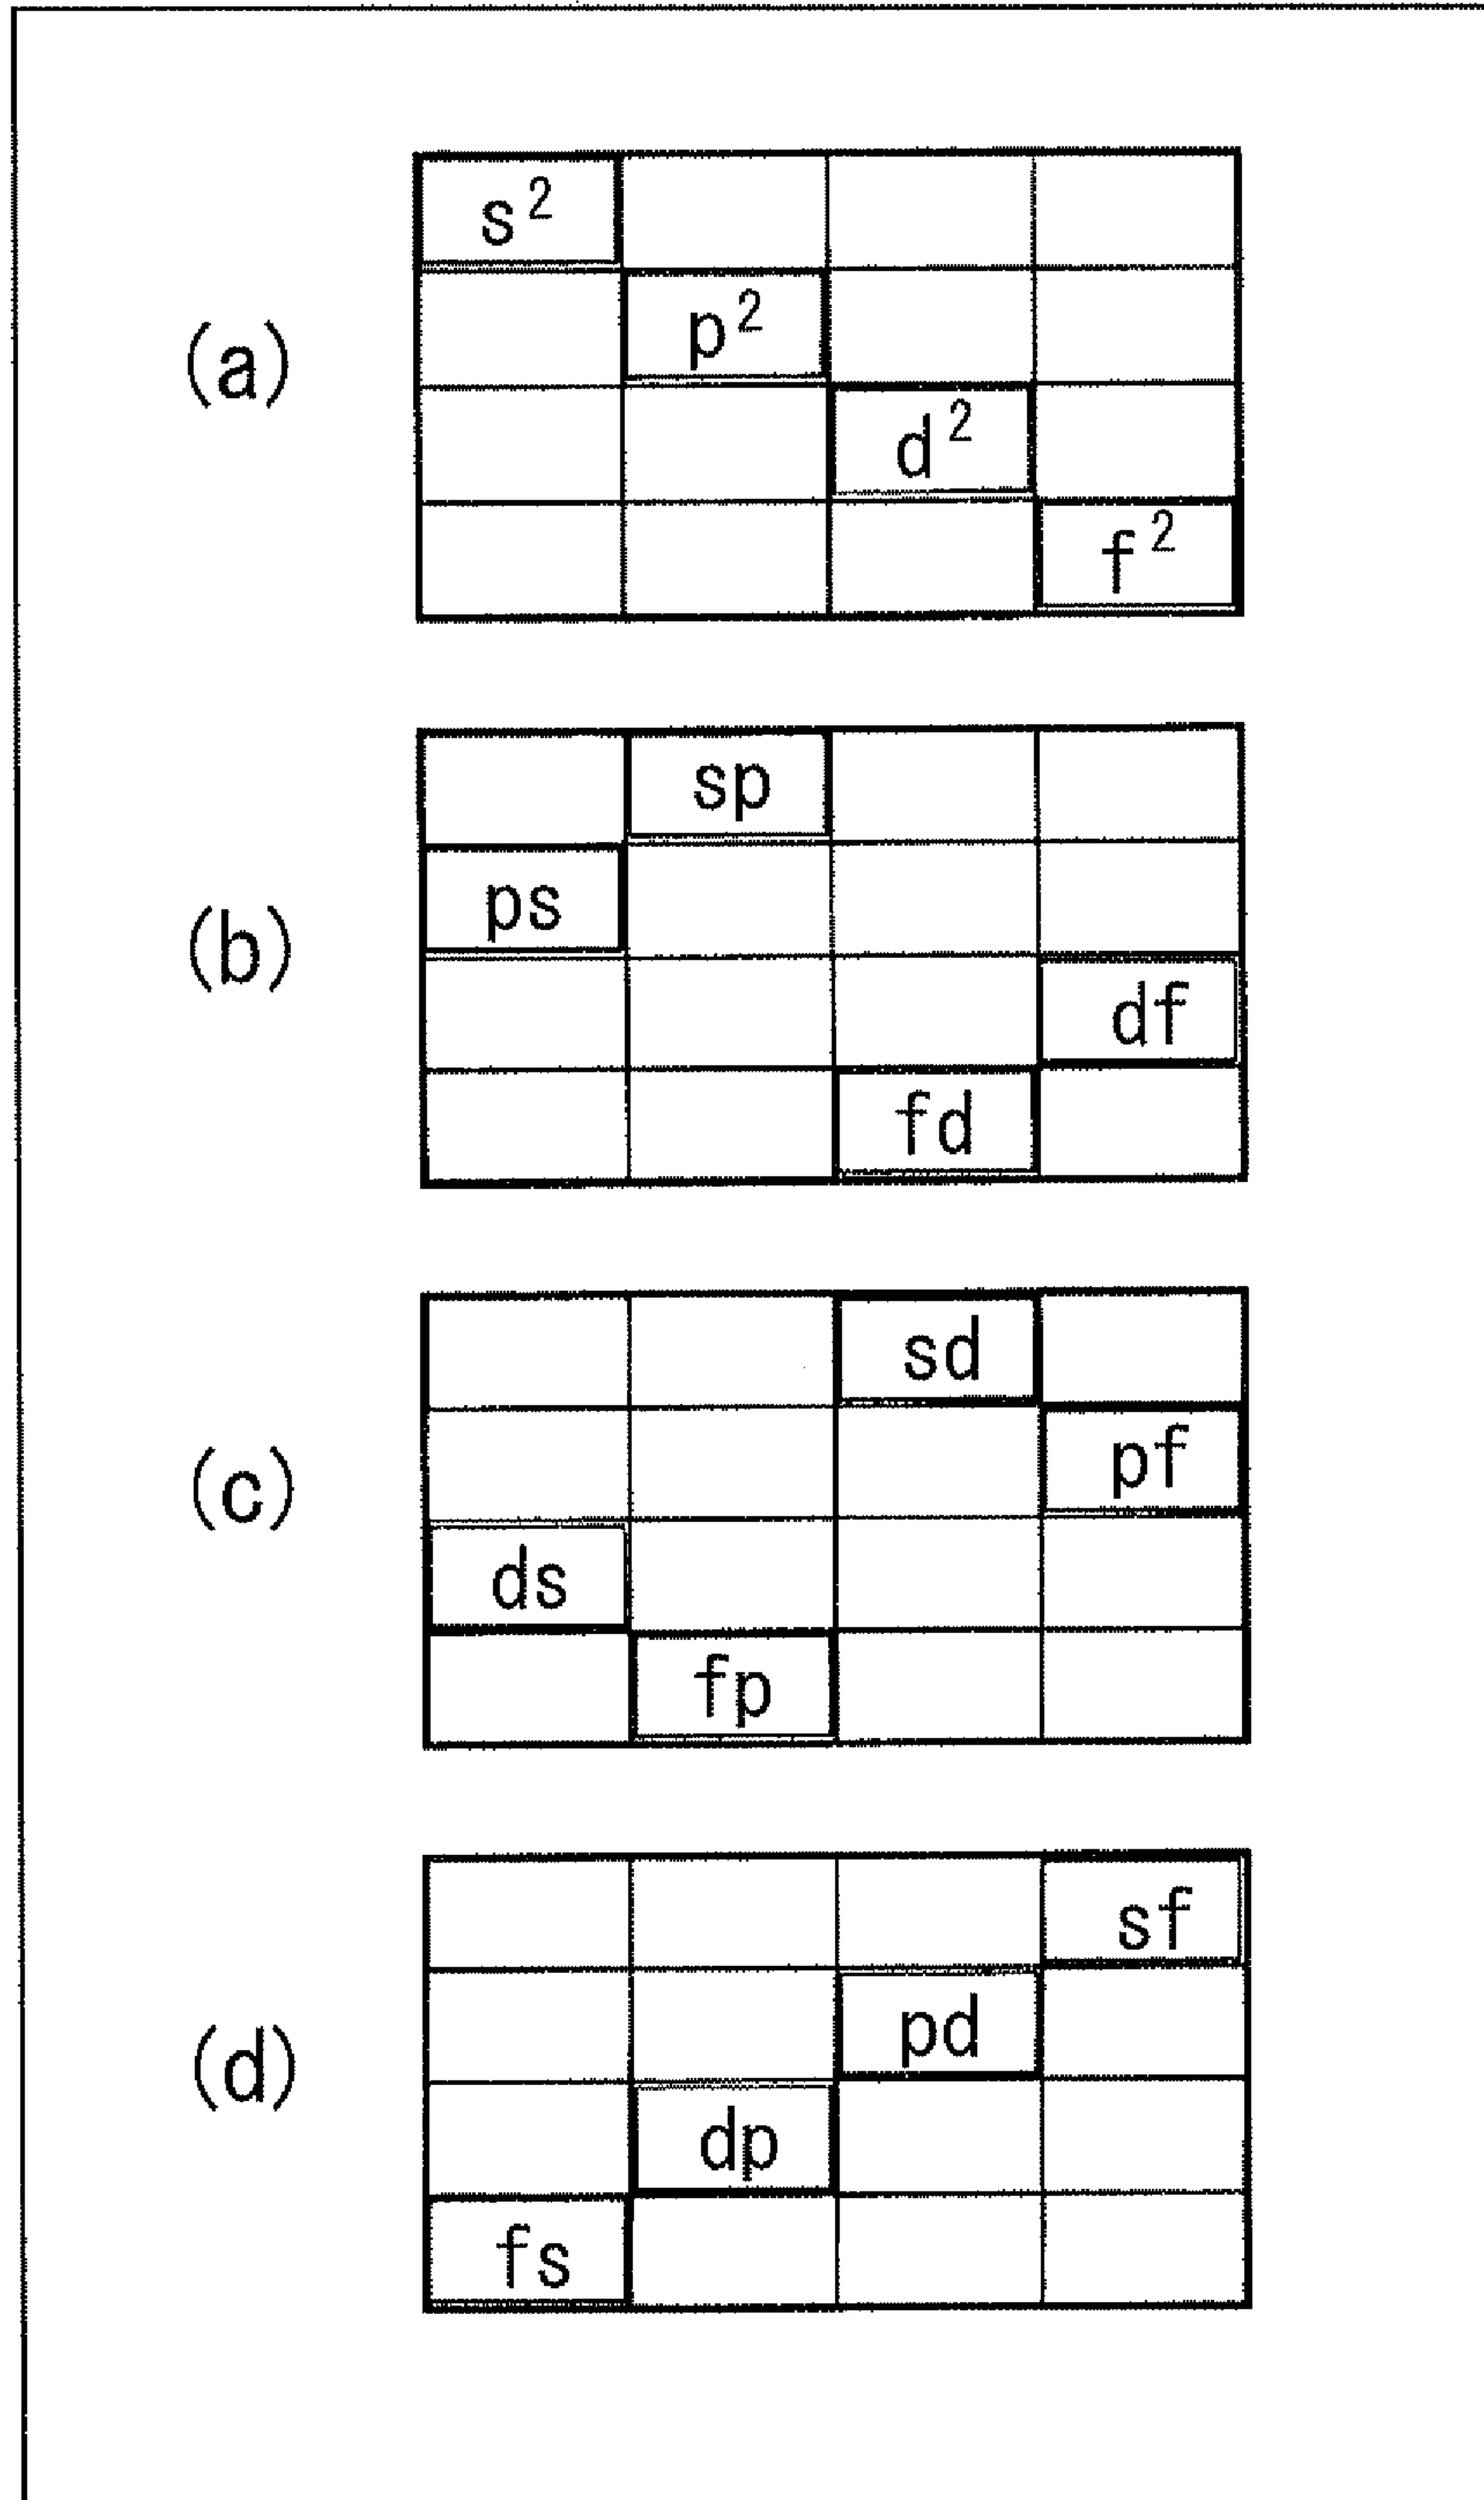 (a)
s²
p²
d²
f²
(b)
sp
ps
df
fd
(c)
sd
pf
ds
fp
(d)
sf
pd
dp
fs